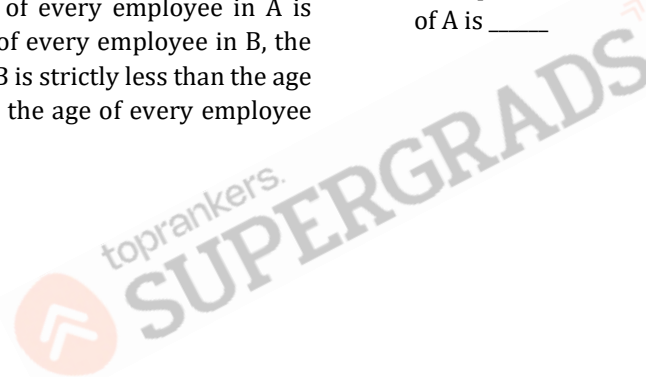 of every employee in A is
of every employee in B, the
B is strictly less than the age
the age of every employee
of A is ______
toprankers.
SUPERGRADS